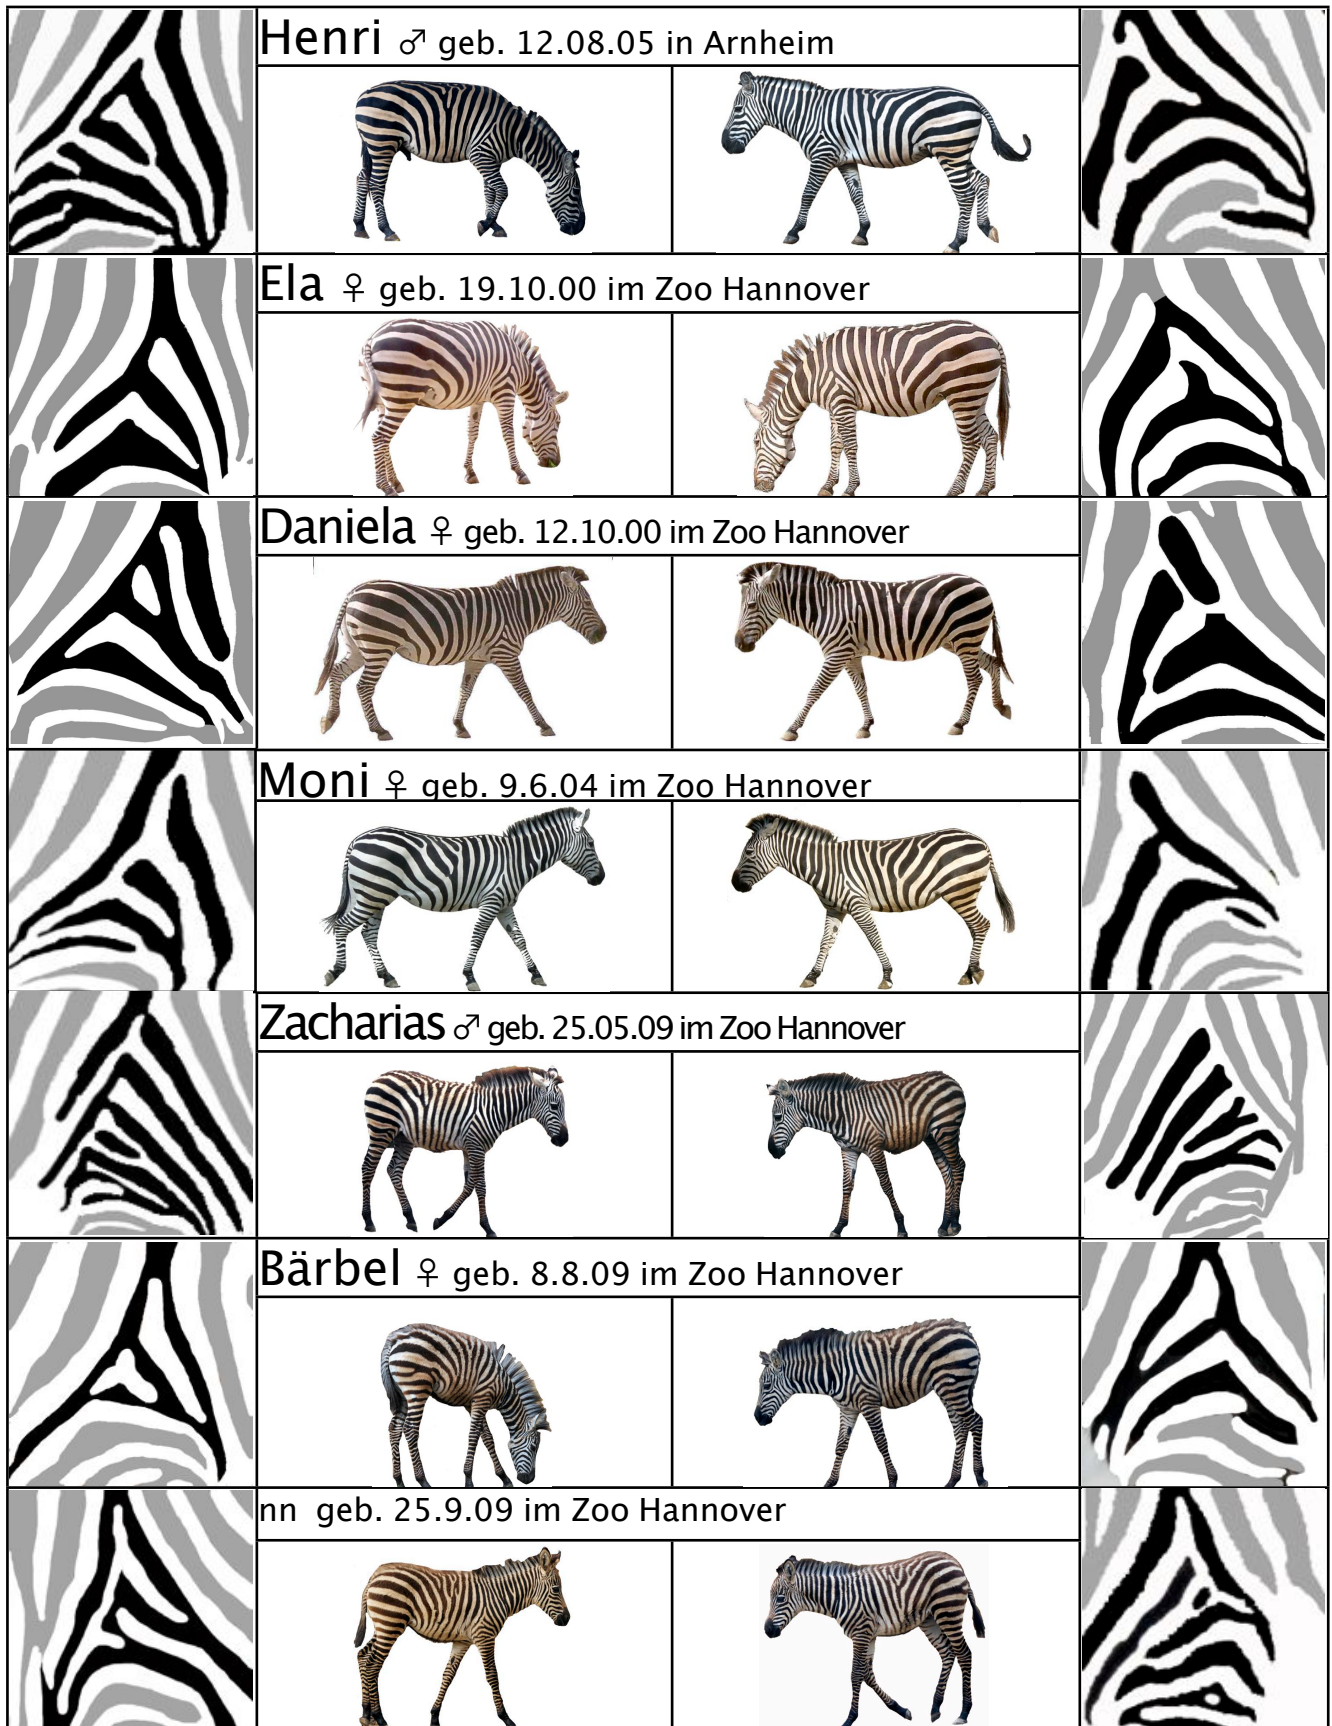 Henri ♂ geb. 12.08.05 in Arnheim
Ela ♀ geb. 19.10.00 im Zoo Hannover
Daniela ♀ geb. 12.10.00 im Zoo Hannover
Moni ♀ geb. 9.6.04 im Zoo Hannover
Zacharias ♂ geb. 25.05.09 im Zoo Hannover
Bärbel ♀ geb. 8.8.09 im Zoo Hannover
nn geb. 25.9.09 im Zoo Hannover